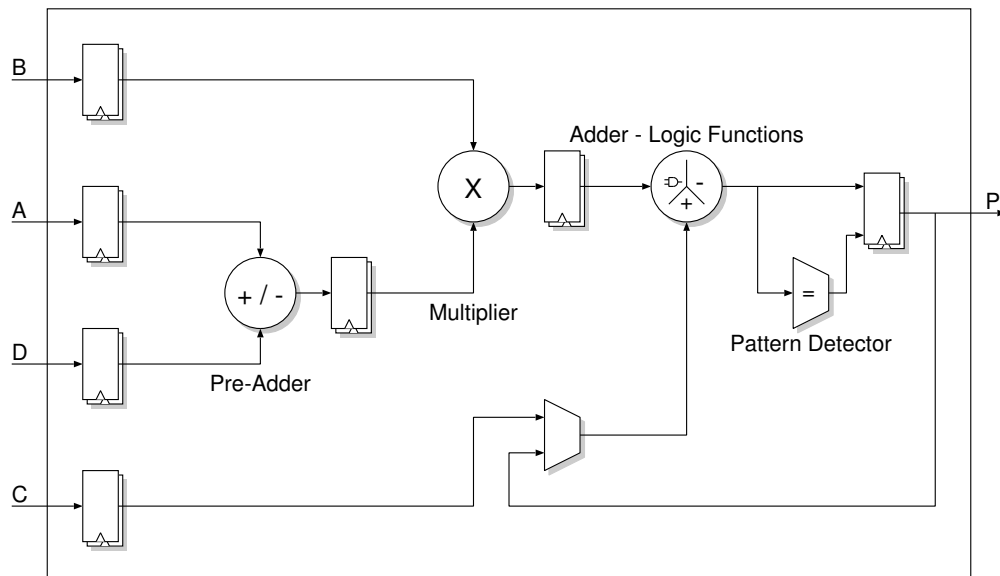 B
Adder - Logic Functions
X
-
+
A
P
+ / -
=
Multiplier
Pattern Detector
D
Pre-Adder
C